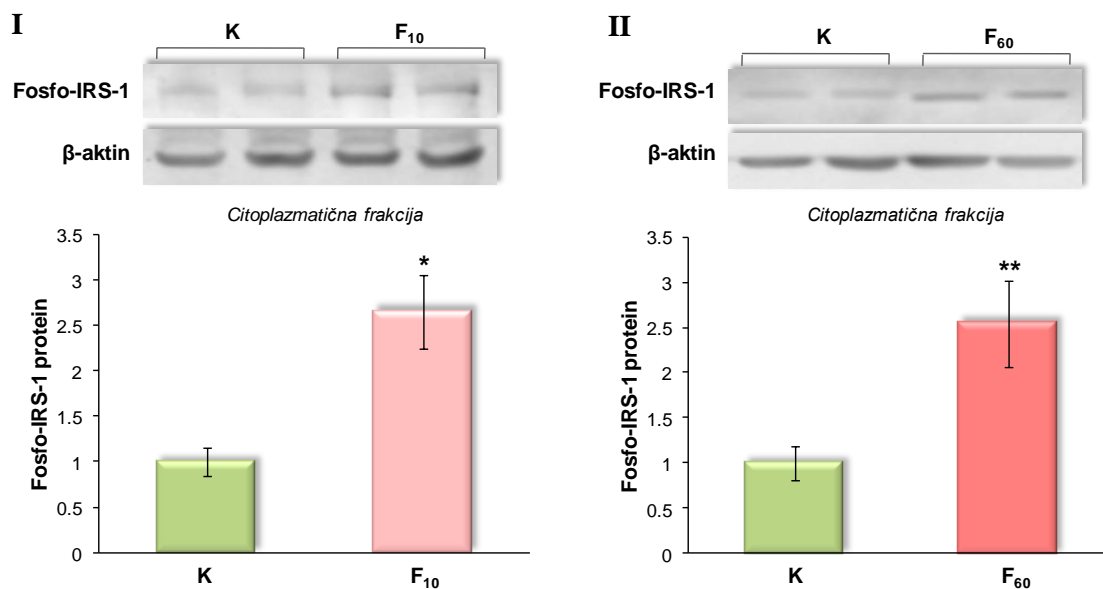 I
K F₁₀
Fosfo-IRS-1
β-aktin
Citoplazmatična frakcija
Fosfo-IRS-1 protein
3.5
3
2.5
2
1.5
1
0.5
0
*
K F₁₀
II
K F₆₀
Fosfo-IRS-1
β-aktin
Citoplazmatična frakcija
Fosfo-IRS-1 protein
3.5
3
2.5
2
1.5
1
0.5
0
**
K F₆₀